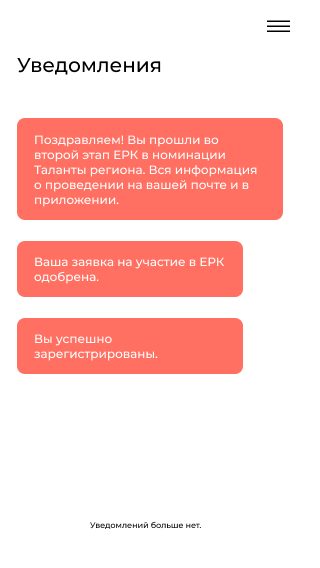 Уведомления
Поздравляем! Вы прошли во
второй этап ЕРК в номинации
Таланты региона. Вся информация
о проведении на вашей почте и в
приложении.
Ваша заявка на участие в ЕРК
одобрена.
Вы успешно
зарегистрированы.
Уведомлений больше нет.